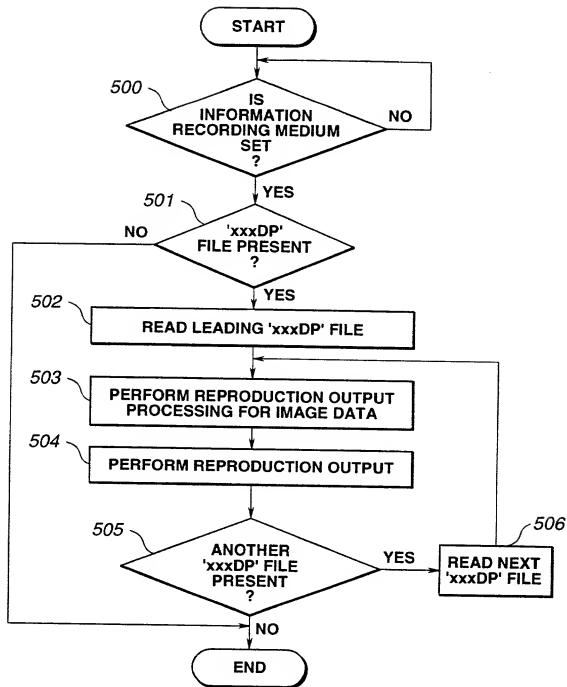 START
500
IS
INFORMATION
RECORDING MEDIUM
SET
?
NO
YES
501
'xxxDP'
FILE PRESENT
?
NO
YES
502
READ LEADING 'xxxDP' FILE
503
PERFORM REPRODUCTION OUTPUT
PROCESSING FOR IMAGE DATA
504
PERFORM REPRODUCTION OUTPUT
505
ANOTHER
'xxxDP' FILE
PRESENT
?
YES
506
READ NEXT
'xxxDP' FILE
NO
END